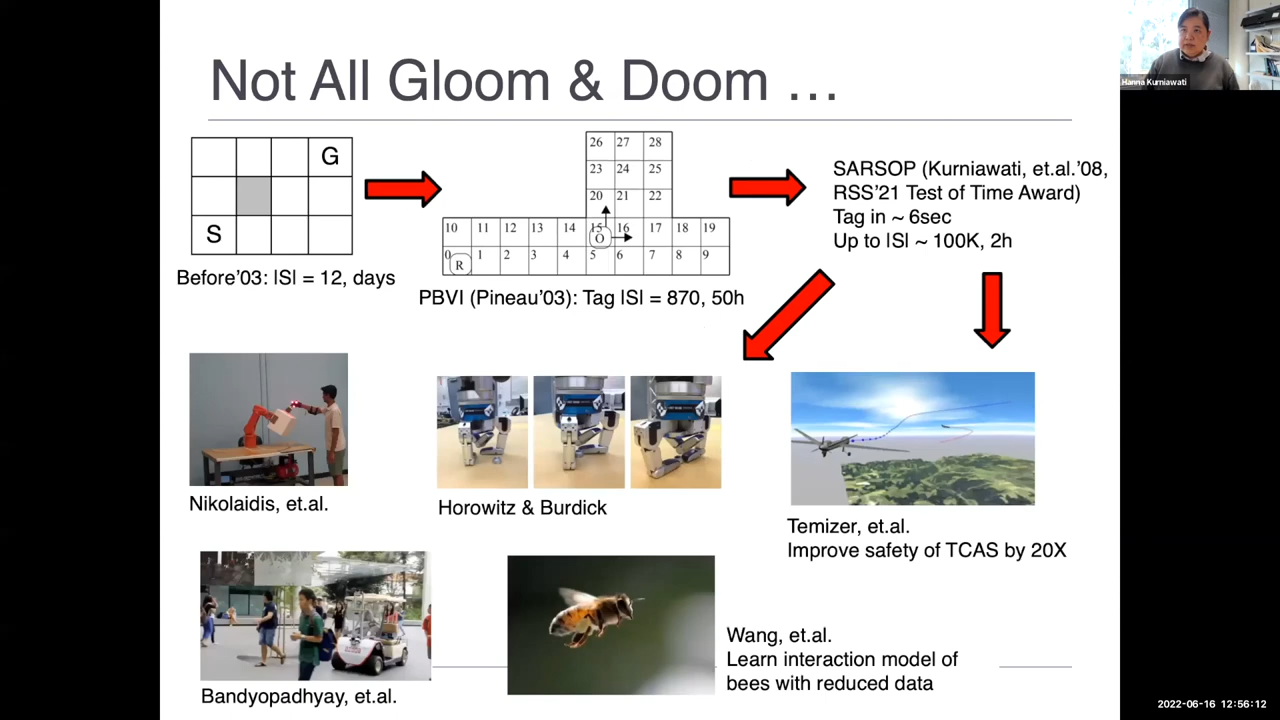 Not All Gloom & Doom …
G
S
Before'03: |S| = 12, days
26 27 28
23 24 25
20 21 22
10 11 12 13 14 15 16 17 18 19
O
0 1 2 3 4 5 6 7 8 9
R
PBVI (Pineau'03): Tag |S| = 870, 50h
SARSOP (Kurniawati, et.al.'08,
RSS'21 Test of Time Award)
Tag in ~ 6sec
Up to |S| ~ 100K, 2h
Nikolaidis, et.al.
Horowitz & Burdick
Temizer, et.al.
Improve safety of TCAS by 20X
Bandyopadhyay, et.al.
Wang, et.al.
Learn interaction model of
bees with reduced data
Hanna Kurniawati
2022-06-16 12:56:12